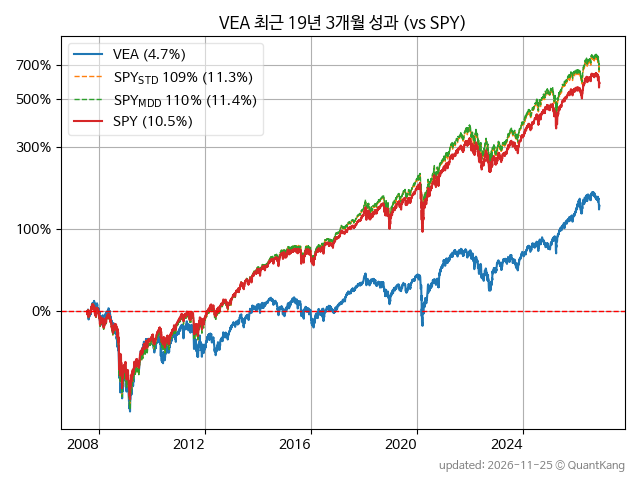 VEA 최근 19년 3개월 성과 (vs SPY)
VEA (4.7%)
SPY_STD 109% (11.3%)
SPY_MDD 110% (11.4%)
SPY (10.5%)
700%
500%
300%
100%
0%
2008 2012 2016 2020 2024
updated: 2026-11-25 © QuantKang